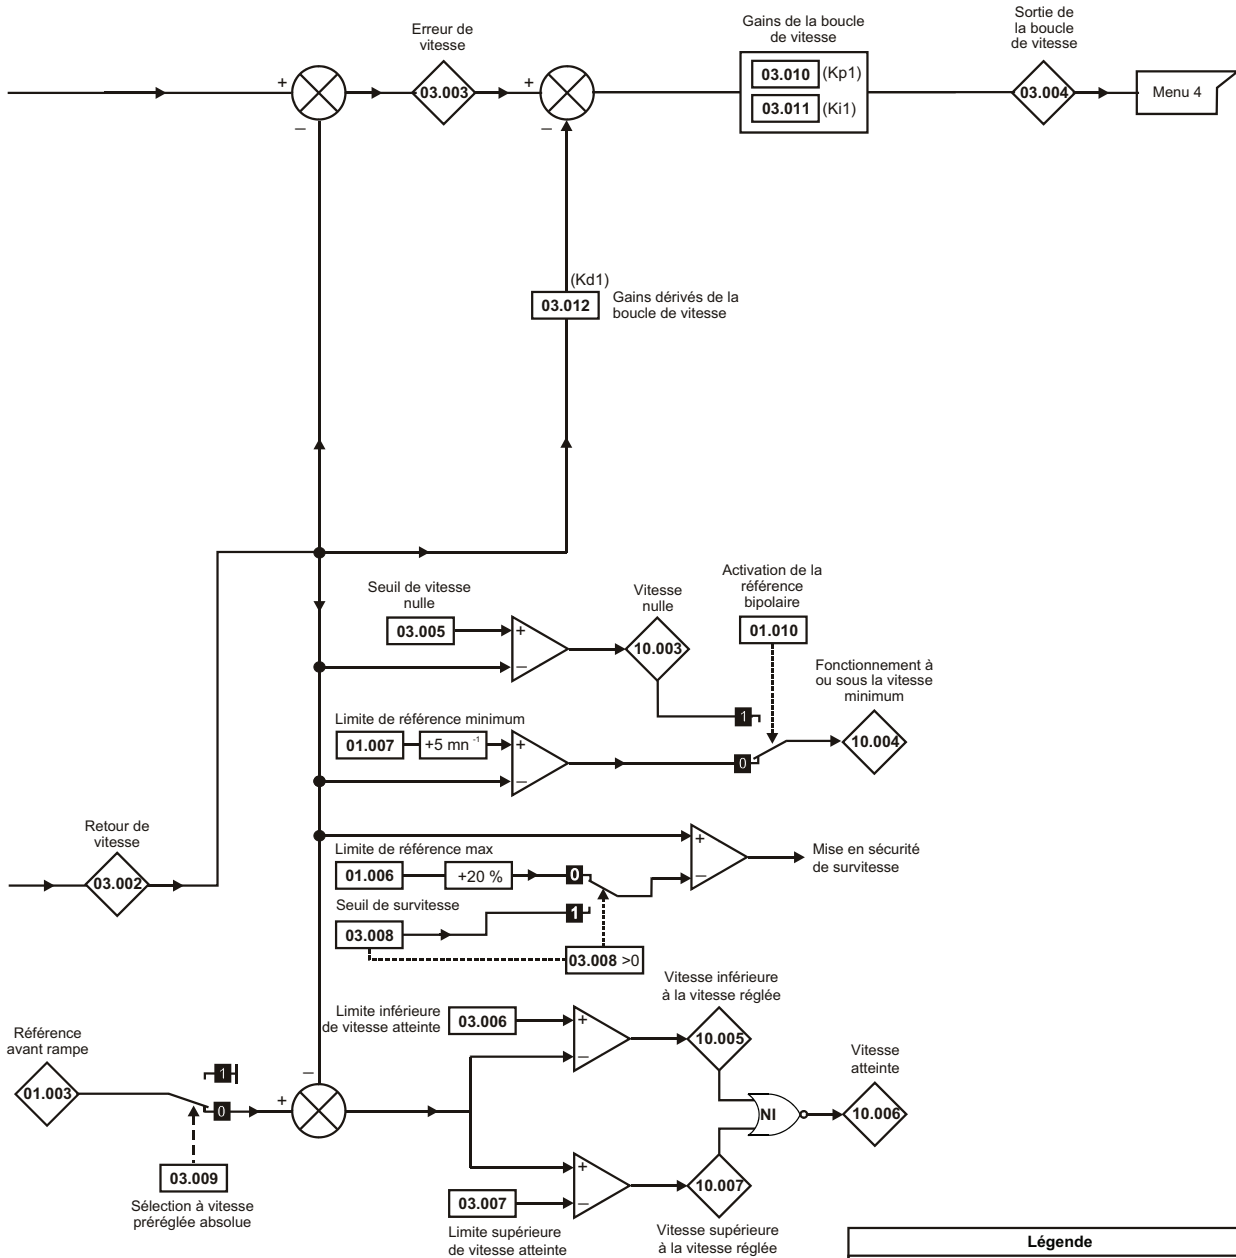 Erreur de
vitesse
Gains de la boucle
de vitesse
Sortie de
la boucle
de vitesse
+
03.003
+
03.010 (Kp1)
03.011 (Ki1)
03.004
Menu 4
–
–
(Kd1)
03.012
Gains dérivés de la
boucle de vitesse
Seuil de vitesse
nulle
03.005
+
–
Vitesse
nulle
10.003
Activation de la
référence
bipolaire
01.010
1
0
Fonctionnement à
ou sous la vitesse
minimum
10.004
Limite de référence minimum
01.007
+5 mn -1
+
–
Retour de
vitesse
03.002
Limite de référence max
01.006
+20 %
0
1
+
–
Mise en sécurité
de survitesse
Seuil de survitesse
03.008
03.008 >0
Référence
avant rampe
01.003
1
0
+
–
03.009
Sélection à vitesse
préréglée absolue
Limite inférieure
de vitesse atteinte
03.006
+
–
Vitesse inférieure
à la vitesse réglée
10.005
NI
Vitesse
atteinte
10.006
+
–
03.007
Limite supérieure
de vitesse atteinte
10.007
Vitesse supérieure
à la vitesse réglée
Légende